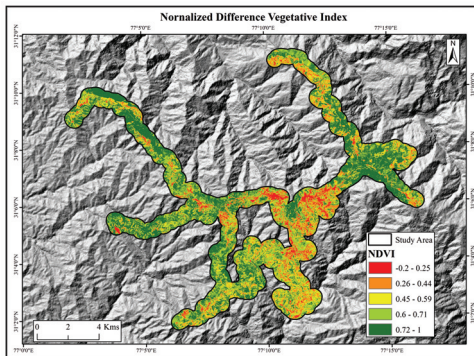 Nornalized Difference Vegetative Index
77°5'0"E 77°10'0"E 77°15'0"E
N
Study Area
NDVI
-0.2 - 0.25
0.26 - 0.44
0.45 - 0.59
0.6 - 0.71
0.72 - 1
0 2 4 Kms
77°0'0"E 77°5'0"E 77°10'0"E 77°15'0"E